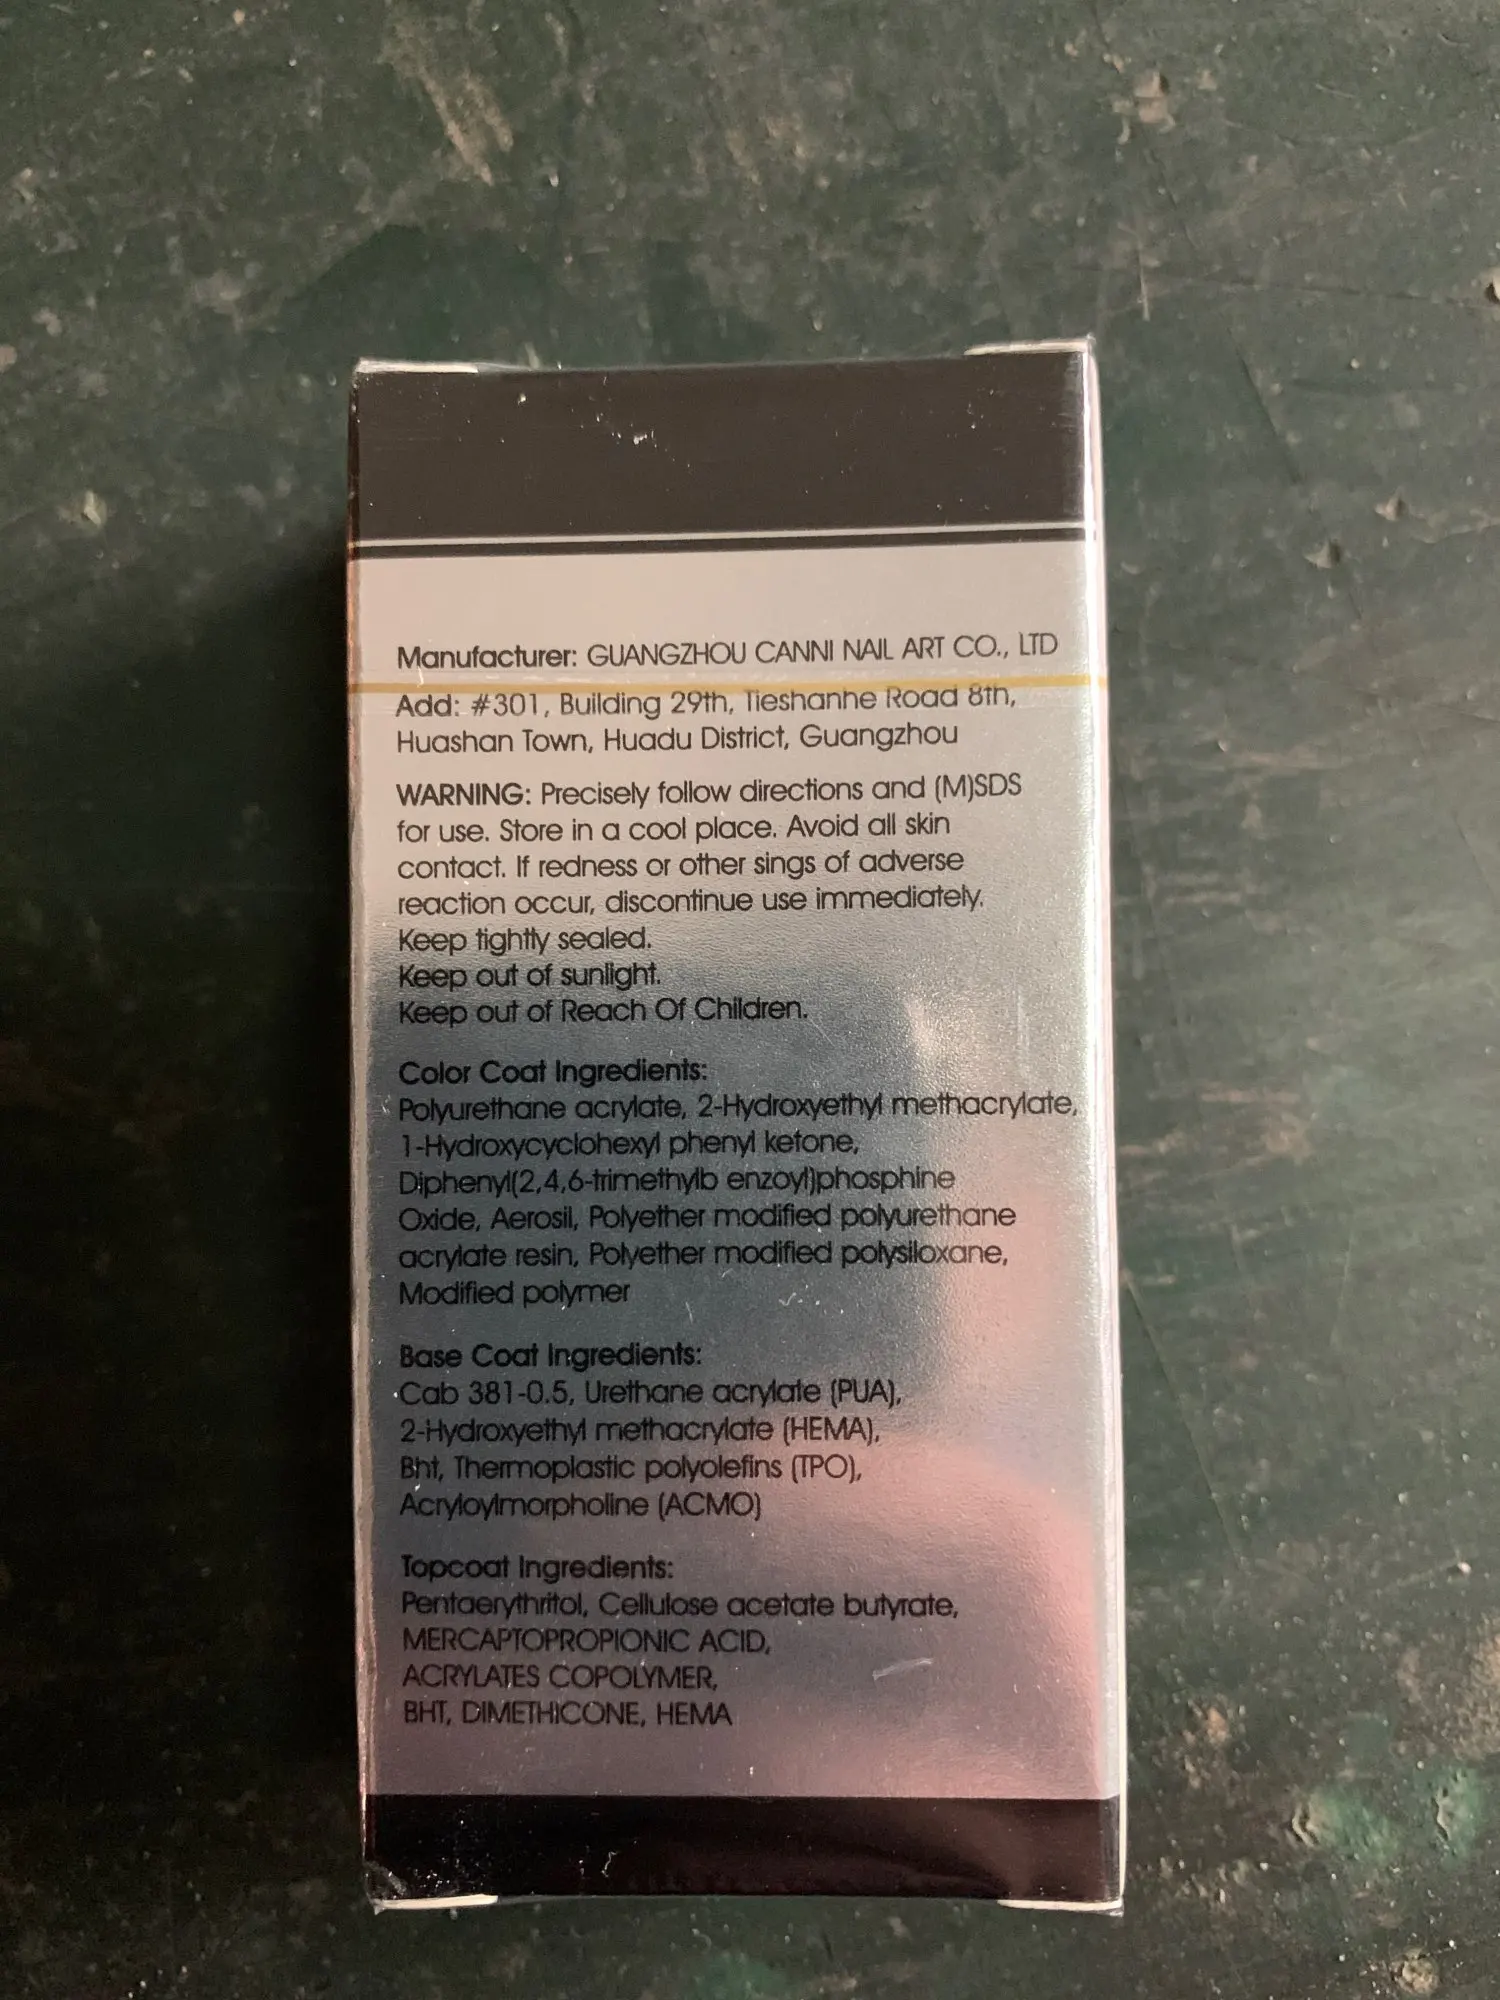 Manufacturer: GUANGZHOU CANNI NAIL ART CO., LTD
Add: #301, Building 29th, Tieshanhe Road 8th,
Huashan Town, Huadu District, Guangzhou
WARNING: Precisely follow directions and (M)SDS
for use. Store in a cool place. Avoid all skin
contact. If redness or other sings of adverse
reaction occur, discontinue use immediately.
Keep tightly sealed.
Keep out of sunlight.
Keep out of Reach Of Children.
Color Coat Ingredients:
Polyurethane acrylate, 2-Hydroxyethyl methacrylate,
1-Hydroxycyclohexyl phenyl ketone,
Diphenyl(2,4,6-trimethylb enzoyl)phosphine
Oxide, Aerosil, Polyether modified polyurethane
acrylate resin, Polyether modified polysiloxane,
Modified polymer
Base Coat Ingredients:
Cab 381-0.5, Urethane acrylate (PUA),
2-Hydroxyethyl methacrylate (HEMA),
Bht, Thermoplastic polyolefins (TPO),
Acryloylmorpholine (ACMO)
Topcoat Ingredients:
Pentaerythritol, Cellulose acetate butyrate,
MERCAPTOPROPIONIC ACID,
ACRYLATES COPOLYMER,
BHT, DIMETHICONE, HEMA